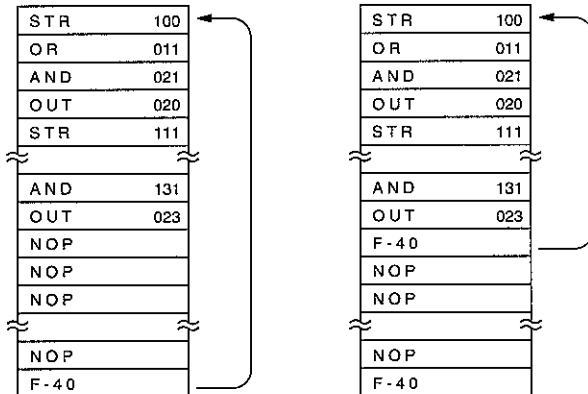 STR 100
OR 011
AND 021
OUT 020
STR 111
AND 131
OUT 023
NOP
NOP
NOP
NOP
F-40
STR 100
OR 011
AND 021
OUT 020
STR 111
AND 131
OUT 023
F-40
NOP
NOP
NOP
F-40